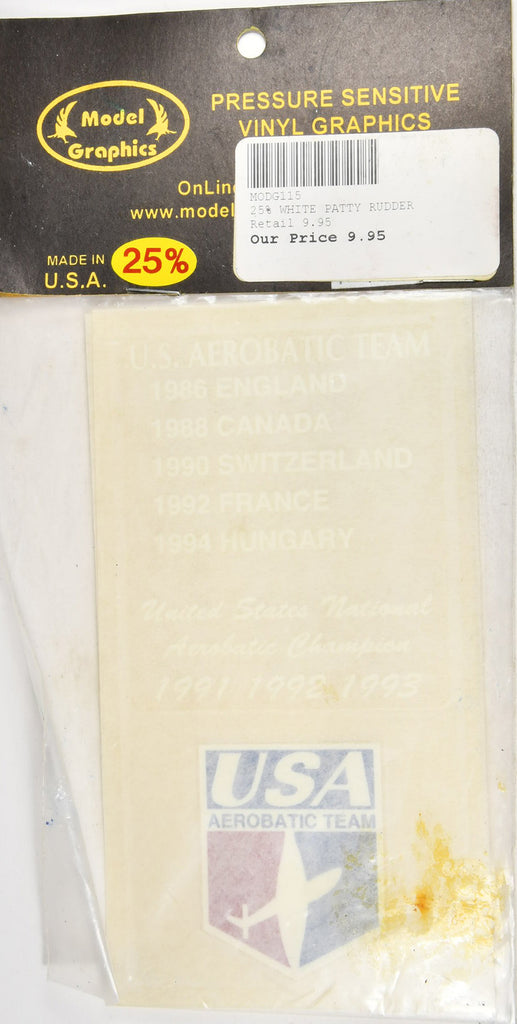 Model
Graphics
PRESSURE SENSITIVE
VINYL GRAPHICS
OnLin
www.model
MADE IN
U.S.A.
25%
MODG115
25% WHITE PATTY RUDDER
Retail 9.95
Our Price 9.95
U.S. AEROBATIC TEAM
1986 ENGLAND
1988 CANADA
1990 SWITZERLAND
1992 FRANCE
1994 HUNGARY
United States National
Aerobatic Champion
1991 1992 1993
USA
AEROBATIC TEAM